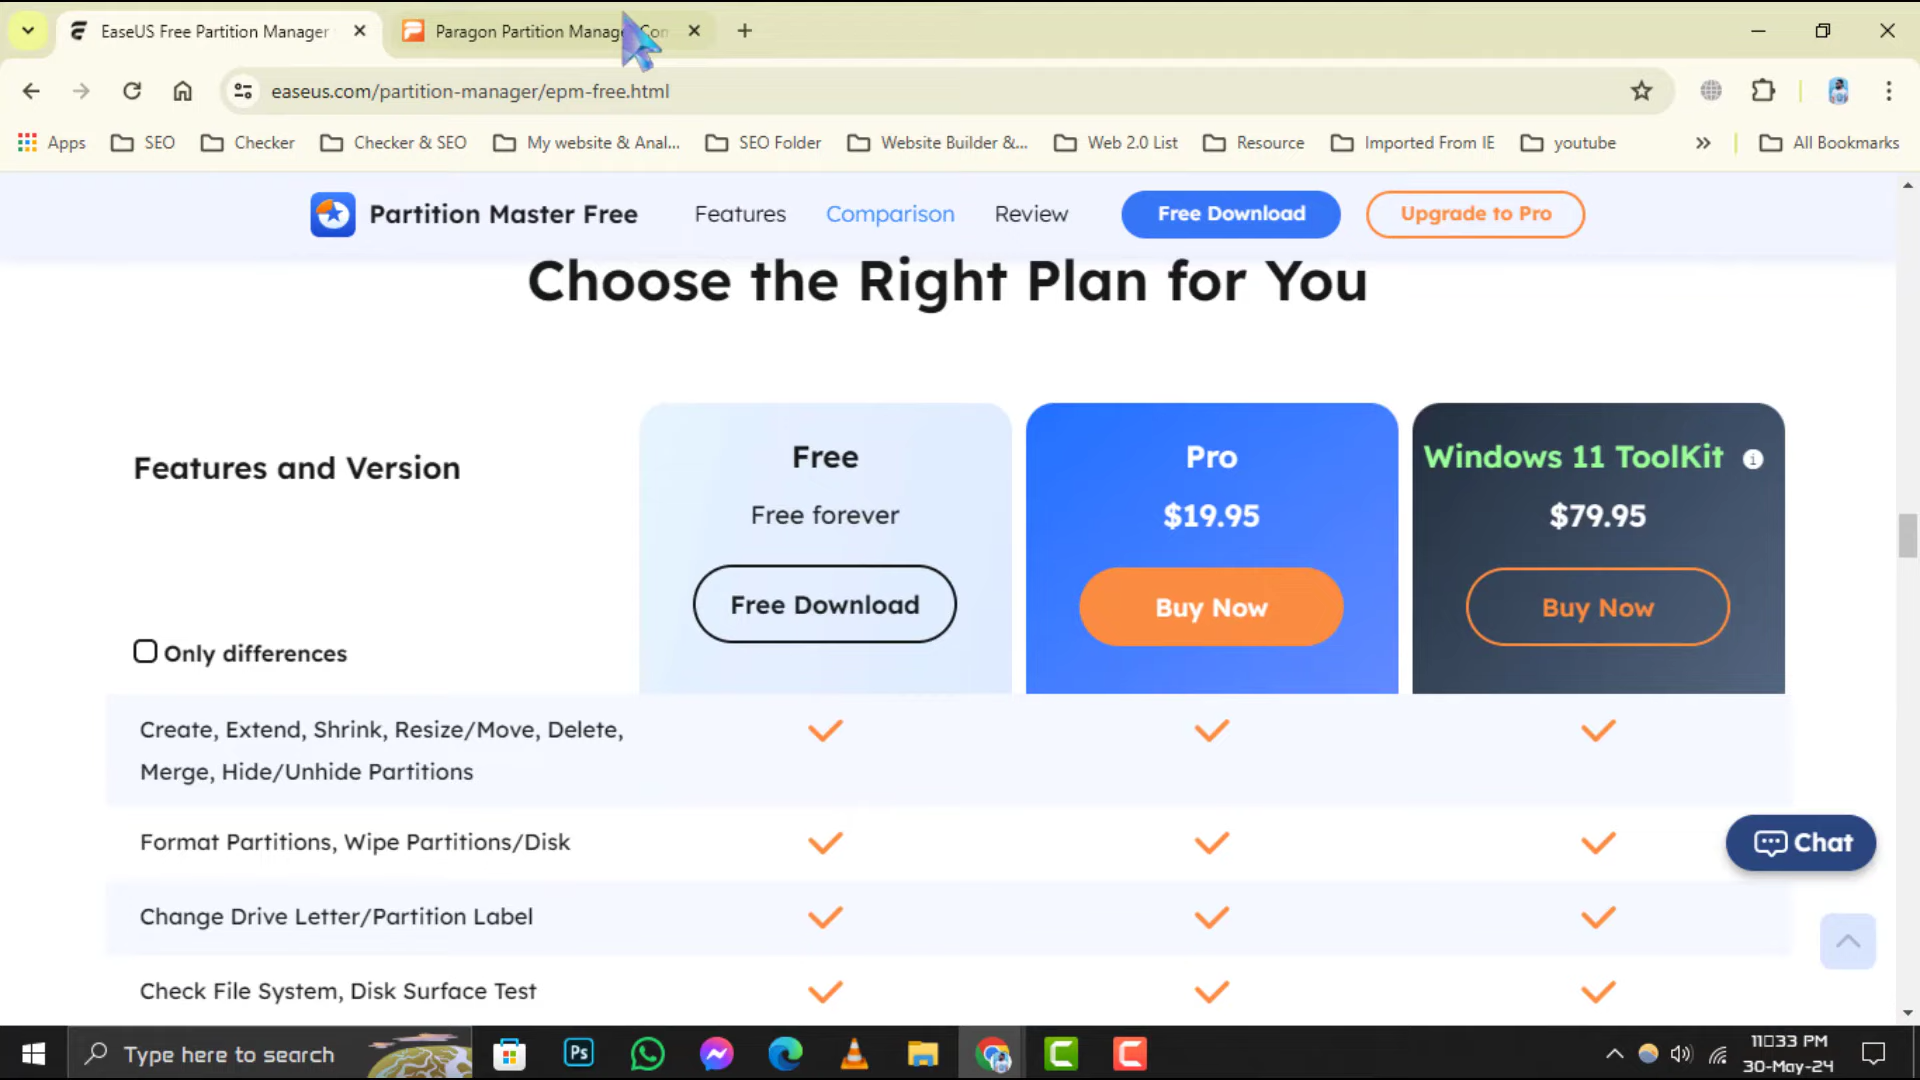 EaseUS Free Partition Manager
Paragon Partition Manage Con
easeus.com/partition-manager/epm-free.html
Apps
SEO
Checker
Checker & SEO
My website & Anal...
SEO Folder
Website Builder &...
Web 2.0 List
Resource
Imported From IE
youtube
All Bookmarks
Partition Master Free
Features
Comparison
Review
Free Download
Upgrade to Pro
Choose the Right Plan for You
Features and Version
Free
Free forever
Free Download
Pro
$19.95
Buy Now
Windows 11 ToolKit
$79.95
Buy Now
Only differences
Create, Extend, Shrink, Resize/Move, Delete,
Merge, Hide/Unhide Partitions
Format Partitions, Wipe Partitions/Disk
Change Drive Letter/Partition Label
Check File System, Disk Surface Test
Chat
Type here to search
Ps
11▯33 PM
30-May-24